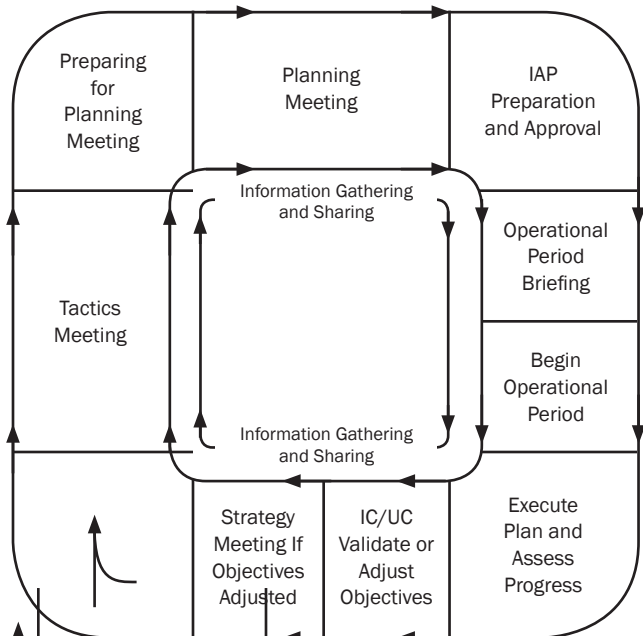 Preparing
for
Planning
Meeting
Planning
Meeting
IAP
Preparation
and Approval
Information Gathering
and Sharing
Operational
Period
Briefing
Tactics
Meeting
Begin
Operational
Period
Information Gathering
and Sharing
Strategy
Meeting If
Objectives
Adjusted
IC/UC
Validate or
Adjust
Objectives
Execute
Plan and
Assess
Progress